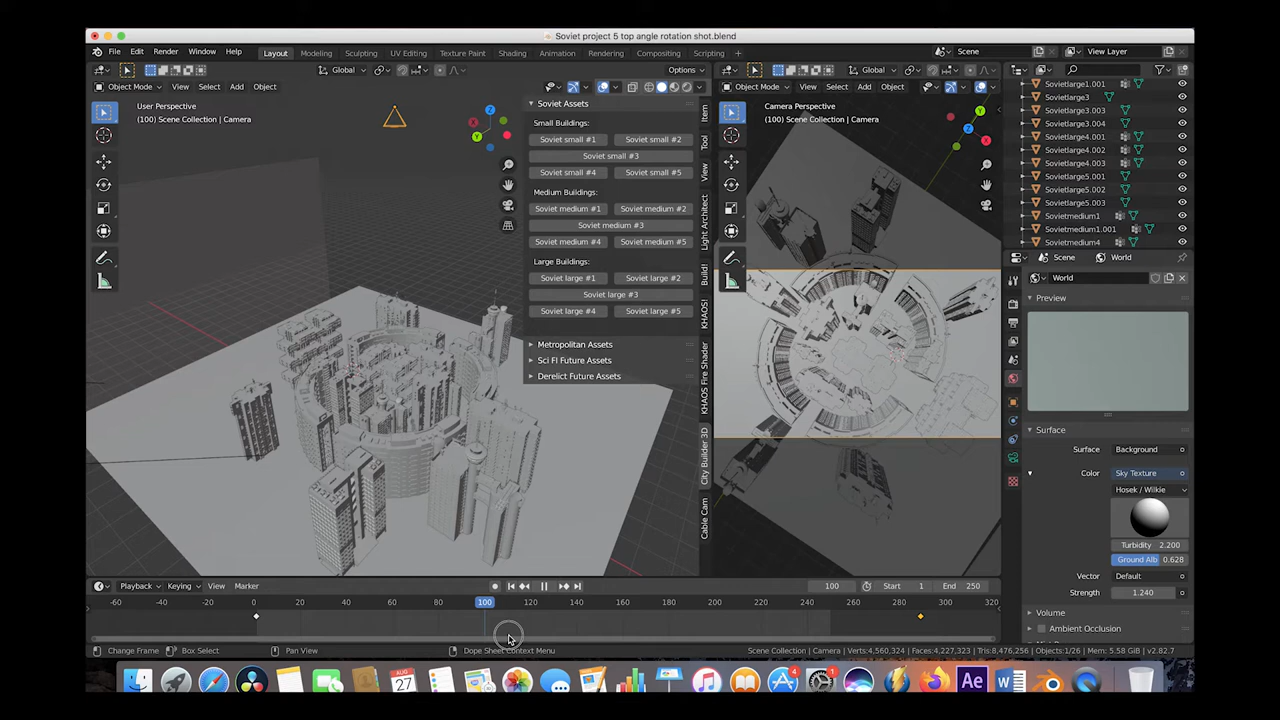 Soviet project 5 top angle rotation shot.blend
File Edit Render Window Help Layout Modeling Sculpting UV Editing Texture Paint Shading Animation Rendering Compositing Scripting + Scene View Layer
Global Options Global
Object Mode View Select Add Object Object Mode View Select Add Object
User Perspective
(100) Scene Collection | Camera
Z
X
Y
Soviet Assets
Small Buildings:
Soviet small #1 Soviet small #2
Soviet small #3
Soviet small #4 Soviet small #5
Medium Buildings:
Soviet medium #1 Soviet medium #2
Soviet medium #3
Soviet medium #4 Soviet medium #5
Large Buildings:
Soviet large #1 Soviet large #2
Soviet large #3
Soviet large #4 Soviet large #5
Metropolitan Assets
Sci FI Future Assets
Derelict Future Assets
Item
Tool
View
Light Architect
Build!
KHAOS!
KHAOS Fire Shader
City Builder 3D
Cable Cam
Camera Perspective
(100) Scene Collection | Camera
Y
Z
X
Sovietlarge1.001
Sovietlarge3
Sovietlarge3.003
Sovietlarge3.004
Sovietlarge4.001
Sovietlarge4.002
Sovietlarge4.003
Sovietlarge5.001
Sovietlarge5.002
Sovietlarge5.003
Sovietmedium1
Sovietmedium1.001
Sovietmedium4
Scene World
World
Preview
Surface
Surface Background
Color Sky Texture
Hosek / Wilkie
Turbidity 2.200
Ground Alb 0.628
Vector Default
Strength 1.240
Volume
Ambient Occlusion
Playback Keying View Marker 100 Start 1 End 250
-60 -40 -20 0 20 40 60 80 100 120 140 160 180 200 220 240 260 280 300 320
Change Frame Box Select Pan View Dope Sheet Context Menu Scene Collection | Camera | Verts:4,560,324 | Faces:4,227,323 | Tris:8,476,256 | Objects:1/26 | Mem: 5.58 GiB | v2.82.7
AUG
27
Ae